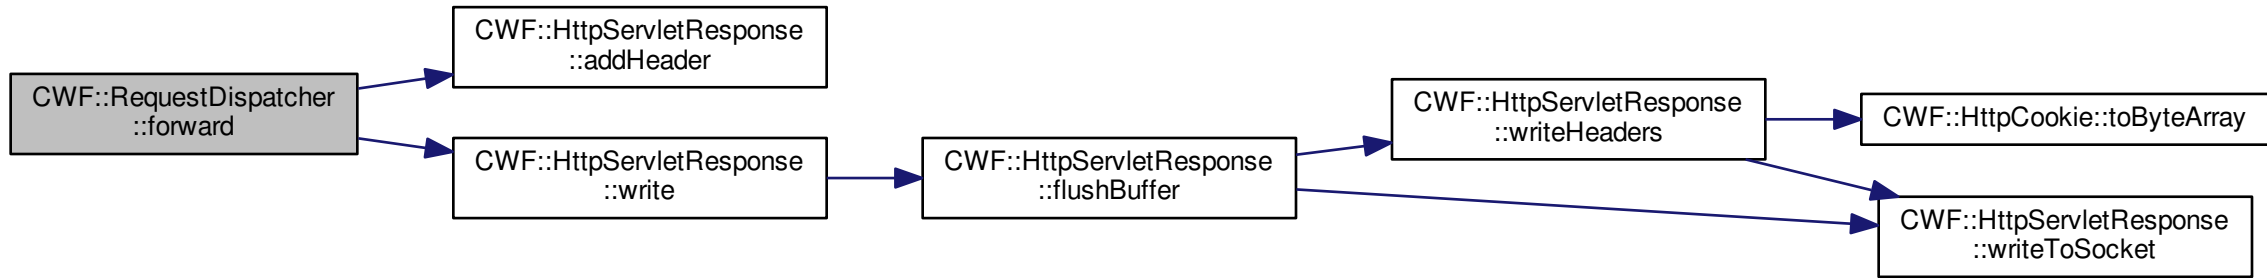 CWF::RequestDispatcher
::forward
CWF::HttpServletResponse
::addHeader
CWF::HttpServletResponse
::write
CWF::HttpServletResponse
::flushBuffer
CWF::HttpServletResponse
::writeHeaders
CWF::HttpCookie::toByteArray
CWF::HttpServletResponse
::writeToSocket